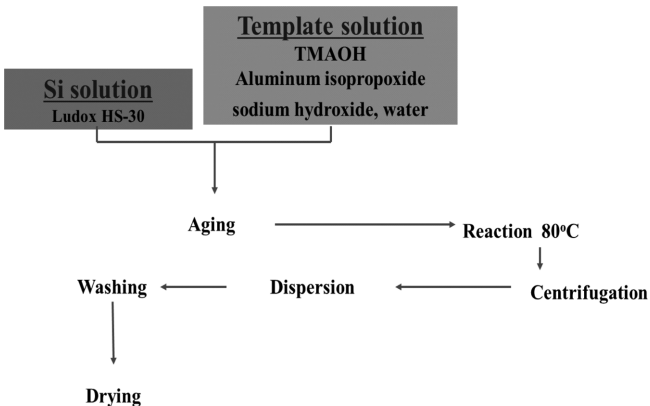 Template solution
TMAOH
Aluminum isopropoxide
sodium hydroxide, water
Si solution
Ludox HS-30
Aging
Reaction 80°C
Centrifugation
Dispersion
Washing
Drying